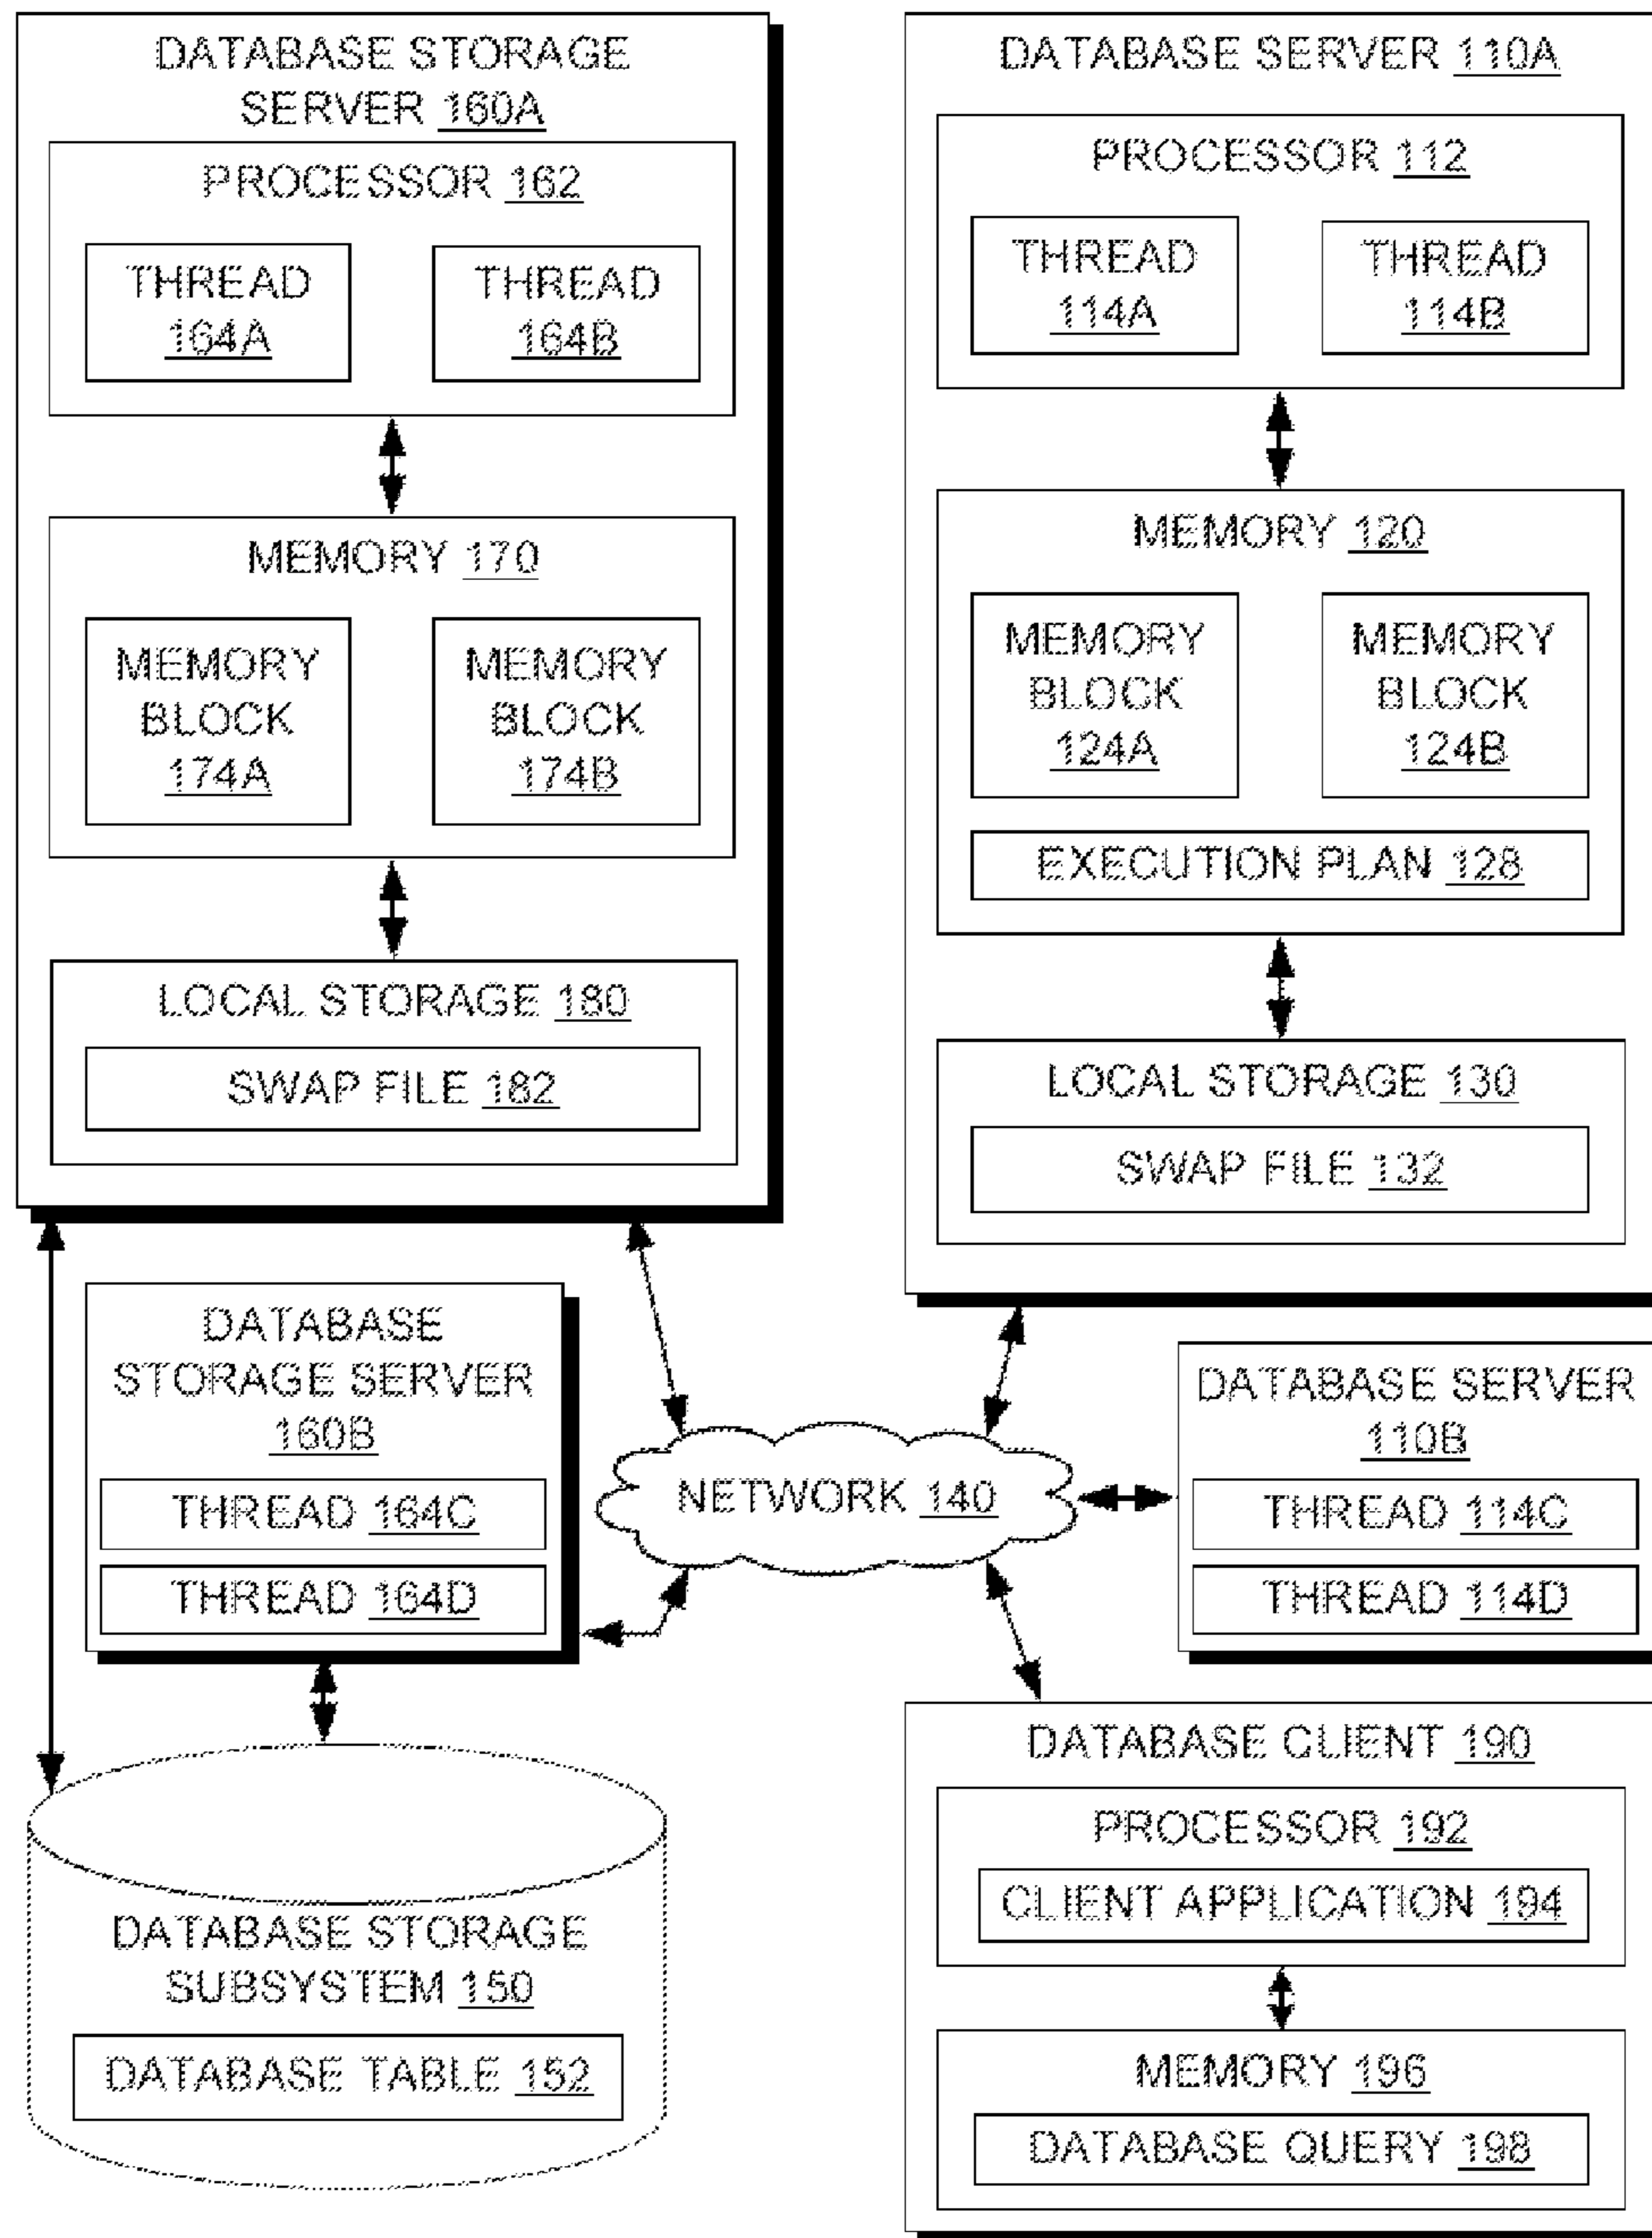 DATABASE STORAGE
SERVER 160A
PROCESSOR 162
THREAD
164A
THREAD
164B
MEMORY 170
MEMORY
BLOCK
174A
MEMORY
BLOCK
174B
LOCAL STORAGE 180
SWAP FILE 182
DATABASE SERVER 110A
PROCESSOR 112
THREAD
114A
THREAD
114B
MEMORY 120
MEMORY
BLOCK
124A
MEMORY
BLOCK
124B
EXECUTION PLAN 128
LOCAL STORAGE 130
SWAP FILE 132
DATABASE
STORAGE SERVER
160B
THREAD 164C
THREAD 164D
NETWORK 140
DATABASE SERVER
110B
THREAD 114C
THREAD 114D
DATABASE STORAGE
SUBSYSTEM 150
DATABASE TABLE 152
DATABASE CLIENT 190
PROCESSOR 192
CLIENT APPLICATION 194
MEMORY 196
DATABASE QUERY 198